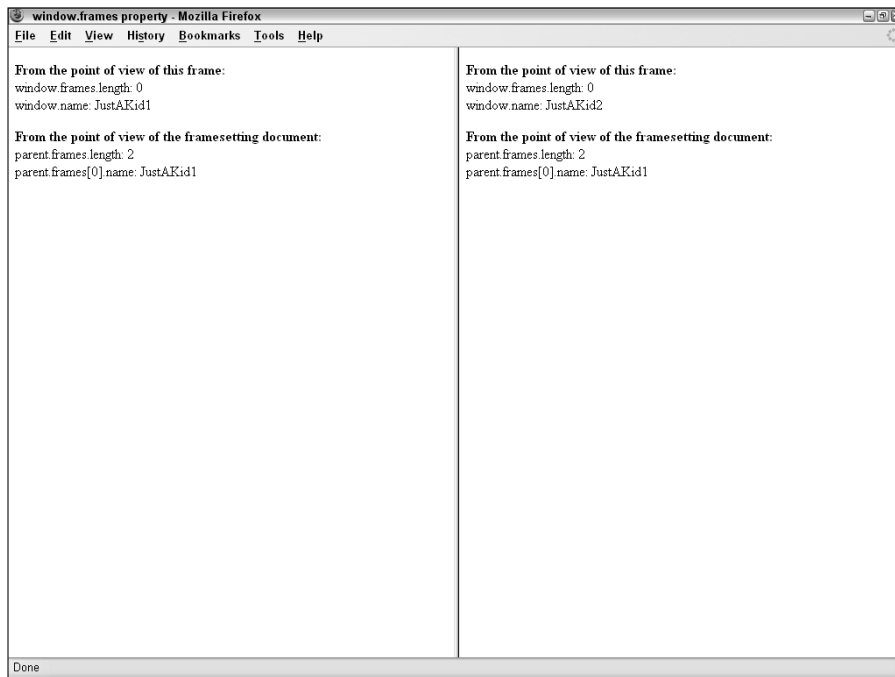 window.frames property - Mozilla Firefox
File Edit View History Bookmarks Tools Help
From the point of view of this frame:
window.frames.length: 0
window.name: JustAKid1
From the point of view of the framesetting document:
parent.frames.length: 2
parent.frames[0].name: JustAKid1
From the point of view of this frame:
window.frames.length: 0
window.name: JustAKid2
From the point of view of the framesetting document:
parent.frames.length: 2
parent.frames[0].name: JustAKid1
Done